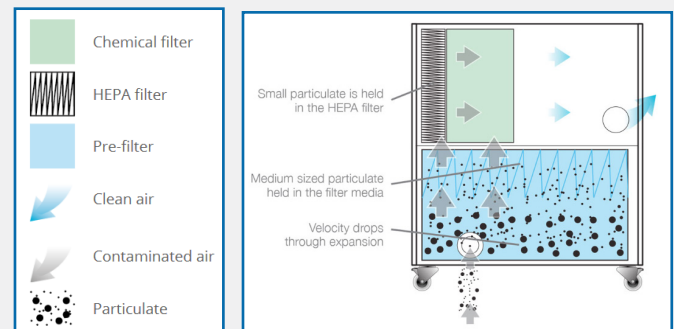 Chemical filter
HEPA filter
Pre-filter
Clean air
Contaminated air
Particulate
Small particulate is held
in the HEPA filter
Medium sized particulate
held in the filter media
Velocity drops
through expansion